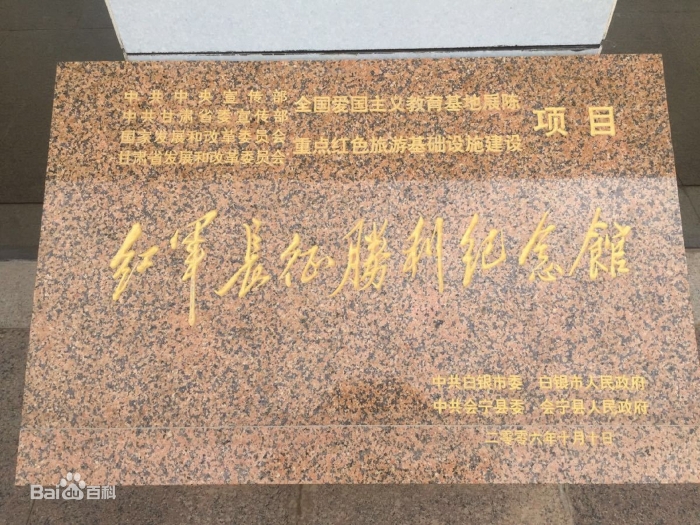 中共中央宣传部
中共甘肃省委宣传部
国家发展和改革委员会
甘肃省发展和改革委员会
全国爱国主义教育基地展陈
重点红色旅游基础设施建设
项目
红军長征勝利纪念館
中共白银市委 白银市人民政府
中共会宁县委 会宁县人民政府
二零零六年十月十日
Baidu百科